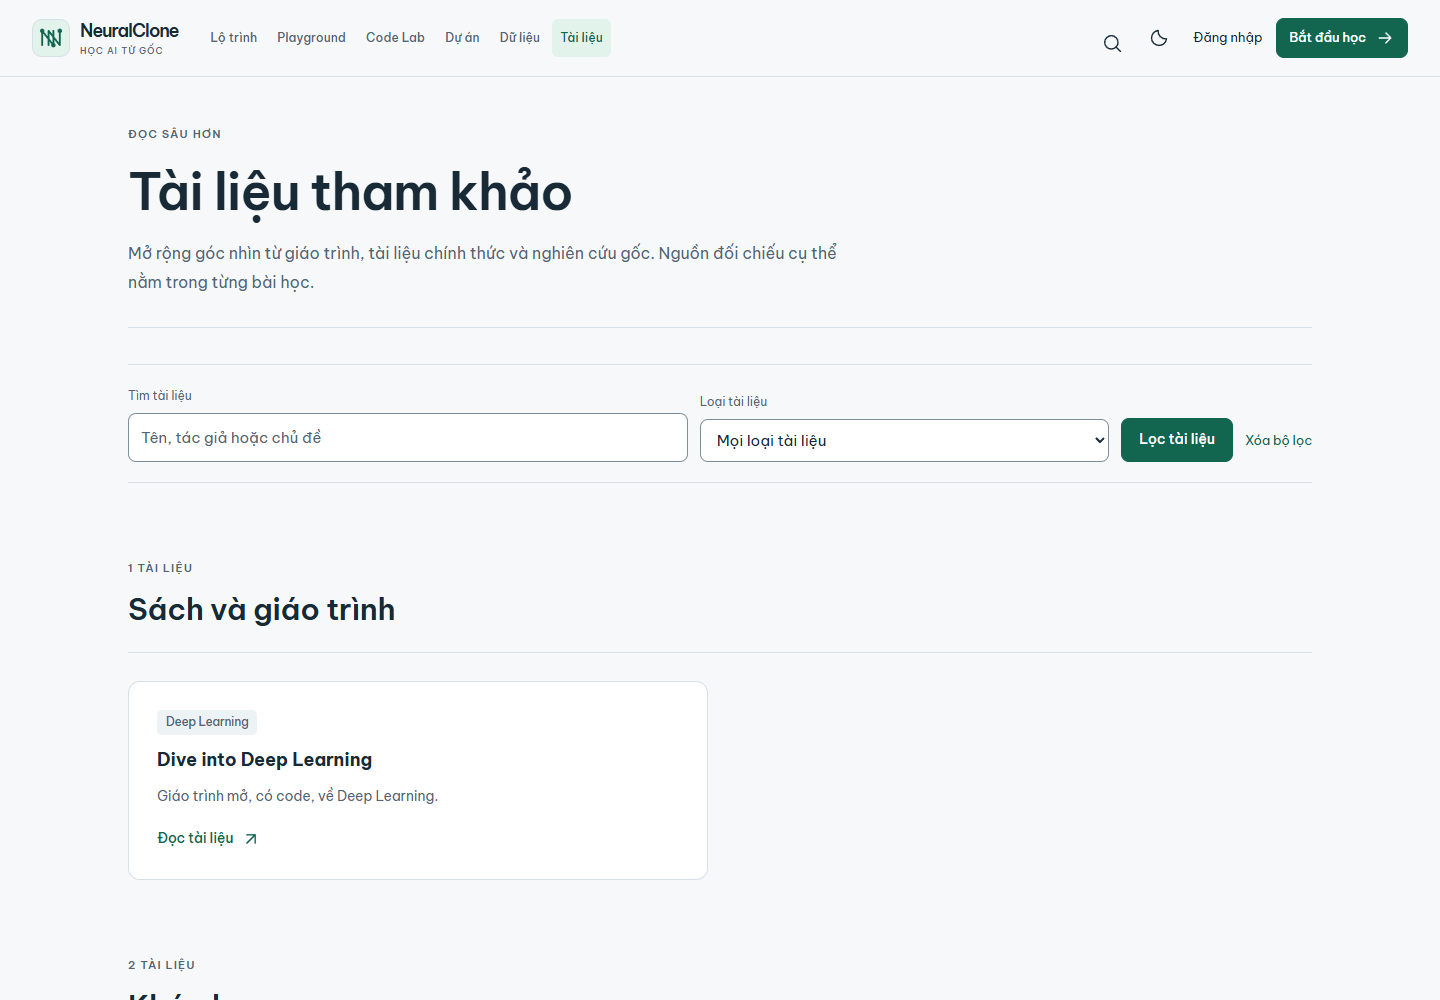 NeuralClone
HỌC AI TỪ GỐC
Lộ trình
Playground
Code Lab
Dự án
Dữ liệu
Tài liệu
Đăng nhập
Bắt đầu học
ĐỌC SÂU HƠN
Tài liệu tham khảo
Mở rộng góc nhìn từ giáo trình, tài liệu chính thức và nghiên cứu gốc. Nguồn đối chiếu cụ thể
nằm trong từng bài học.
Tìm tài liệu
Tên, tác giả hoặc chủ đề
Loại tài liệu
Mọi loại tài liệu
Lọc tài liệu
Xóa bộ lọc
1 TÀI LIỆU
Sách và giáo trình
Deep Learning
Dive into Deep Learning
Giáo trình mở, có code, về Deep Learning.
Đọc tài liệu
2 TÀI LIỆU